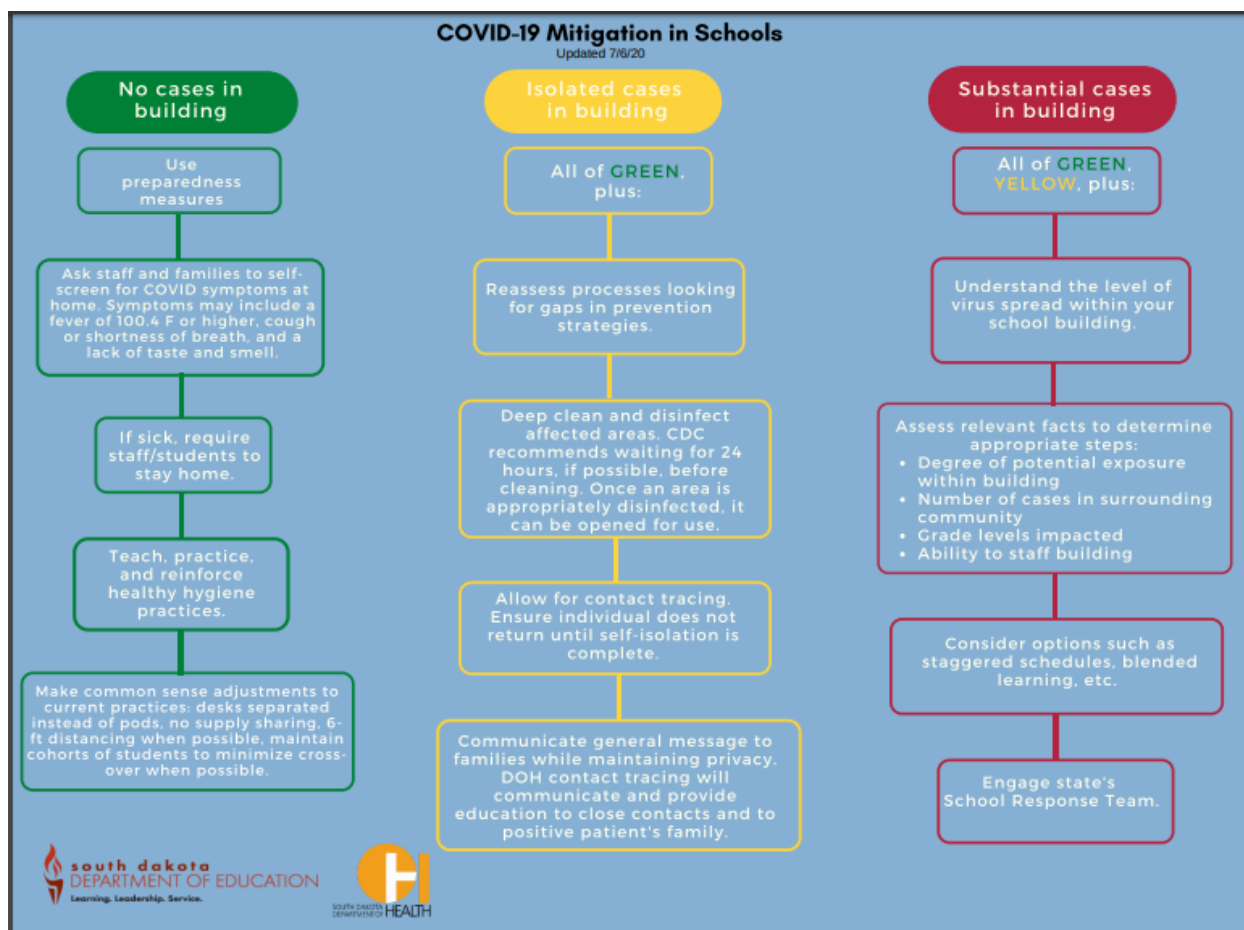 COVID-19 Mitigation in Schools
Updated 7/6/20
No cases in
building
Use
preparedness
measures
Ask staff and families to self-
screen for COVID symptoms at
home. Symptoms may include a
fever of 100.4 F or higher, cough
or shortness of breath, and a
lack of taste and smell.
If sick, require
staff/students to
stay home.
Teach, practice,
and reinforce
healthy hygiene
practices.
Make common sense adjustments to
current practices: desks separated
instead of pods, no supply sharing, 6-
ft distancing when possible, maintain
cohorts of students to minimize cross-
over when possible.
Isolated cases
in building
All of GREEN,
plus:
Reassess processes looking
for gaps in prevention
strategies.
Deep clean and disinfect
affected areas. CDC
recommends waiting for 24
hours, if possible, before
cleaning. Once an area is
appropriately disinfected, it
can be opened for use.
Allow for contact tracing.
Ensure individual does not
return until self-isolation is
complete.
Communicate general message to
families while maintaining privacy.
DOH contact tracing will
communicate and provide
education to close contacts and to
positive patient's family.
Substantial cases
in building
All of GREEN,
YELLOW, plus:
Understand the level of
virus spread within your
school building.
Assess relevant facts to determine
appropriate steps:
• Degree of potential exposure
within building
• Number of cases in surrounding
community
• Grade levels impacted
• Ability to staff building
Consider options such as
staggered schedules, blended
learning, etc.
Engage state's
School Response Team.
south dakota
DEPARTMENT OF EDUCATION
Learning. Leadership. Service.
SOUTH DAKOTA
DEPARTMENT OF HEALTH